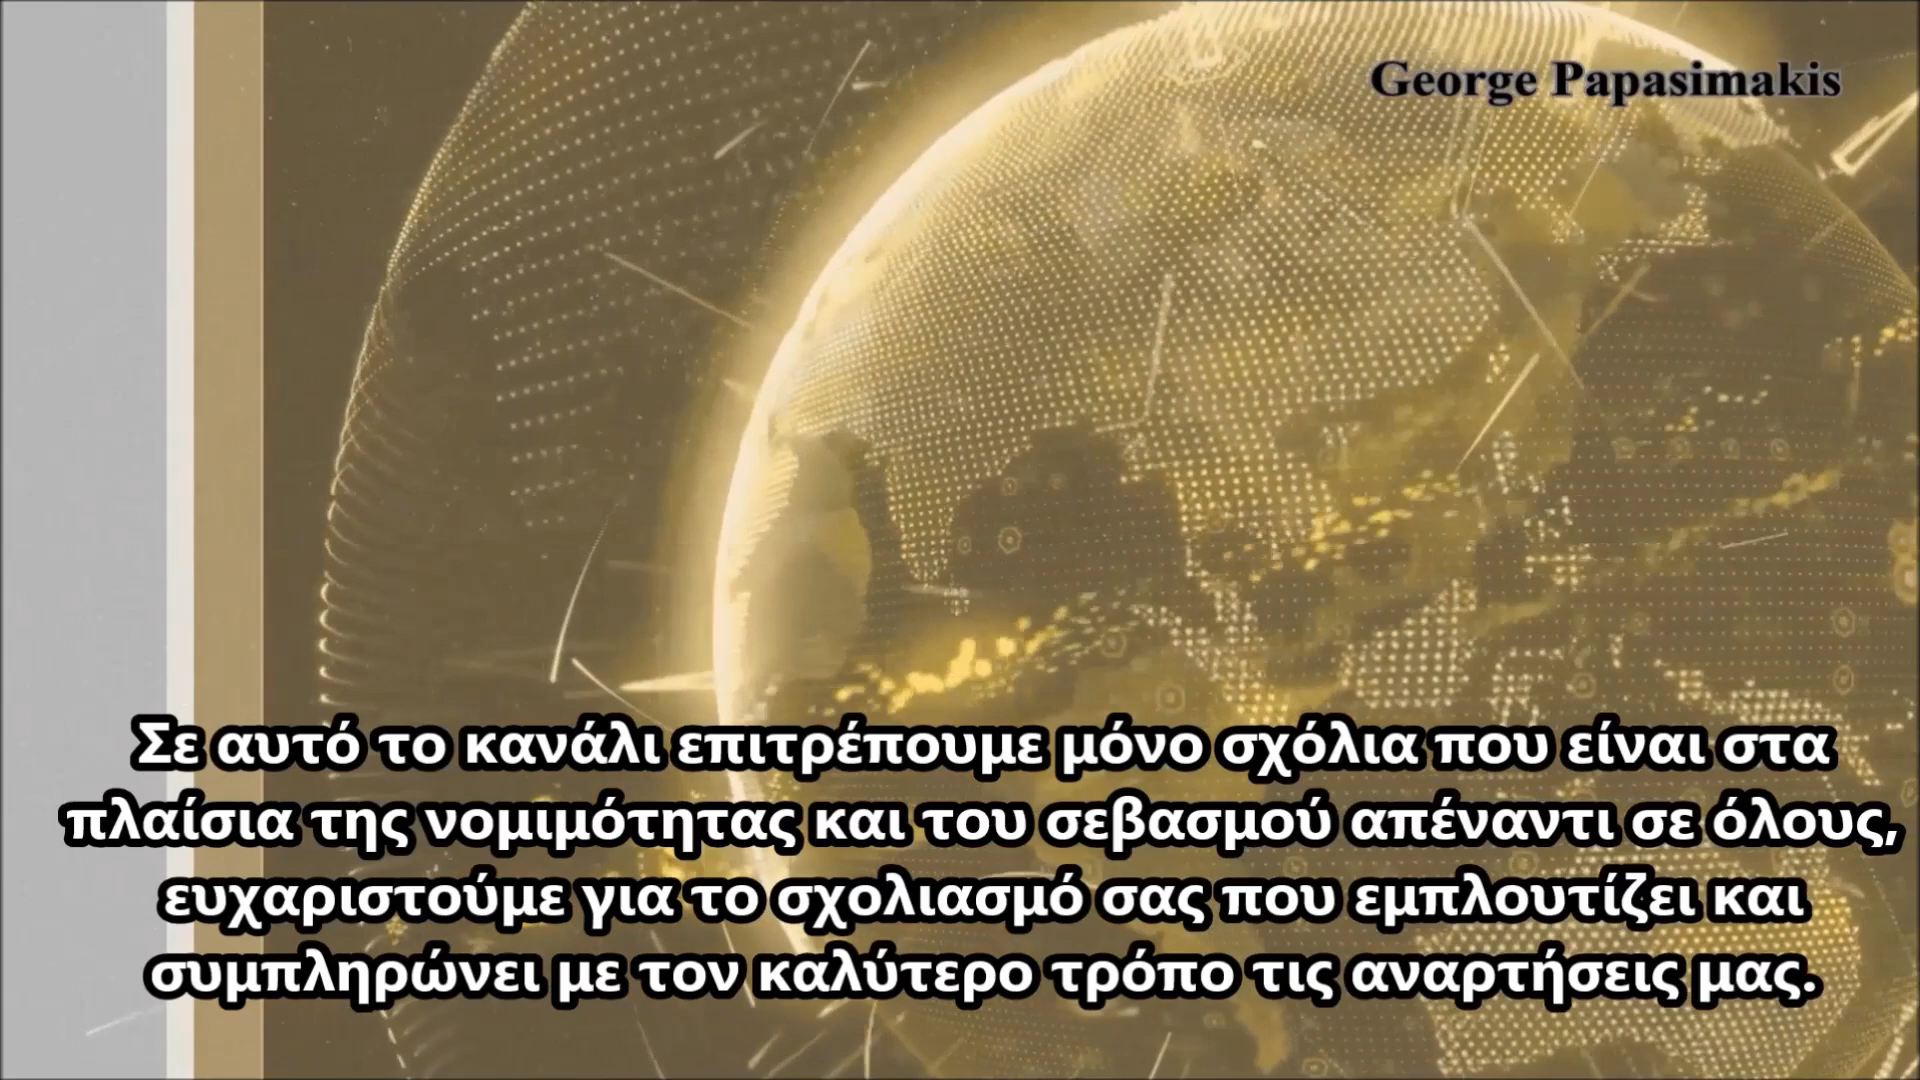 George Papasimakis
Σε αυτό το κανάλι επιτρέπουμε μόνο σχόλια που είναι στα
πλαίσια της νομιμότητας και του σεβασμού απέναντι σε όλους,
ευχαριστούμε για το σχολιασμό σας που εμπλουτίζει και
συμπληρώνει με τον καλύτερο τρόπο τις αναρτήσεις μας.